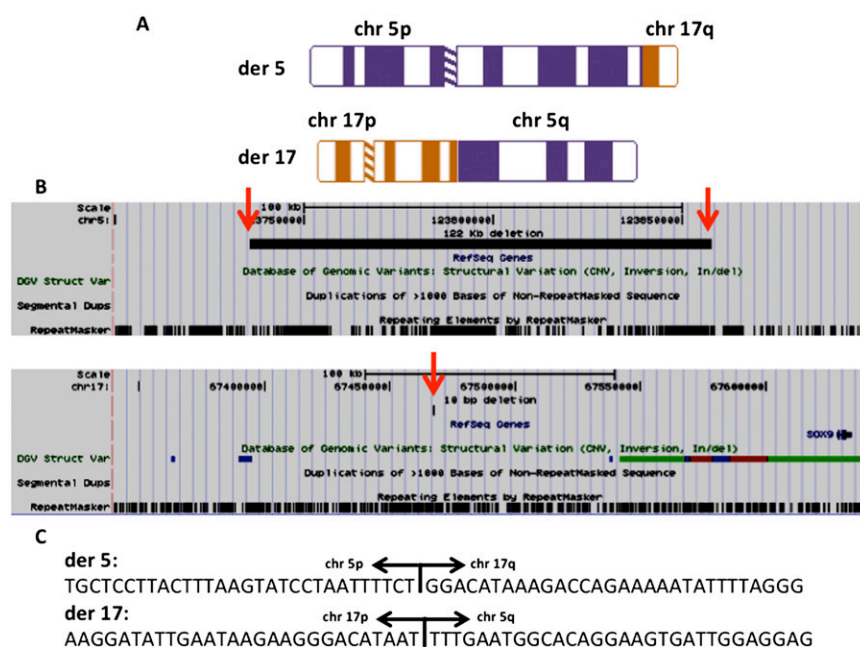 A
chr 5p
chr 17q
der 5
chr 17p
chr 5q
der 17
B
Scale
100 kb
chr5:
3750000
123800000
123850000
122 Kb deletion
RefSeq Genes
Database of Genomic Variants: Structural Variation (CNV, Inversion, In/del)
DGV Struct Var
Duplications of >1000 Bases of Non-RepeatMasked Sequence
Segmental Dups
Repeating Elements by RepeatMasker
RepeatMasker
Scale
100 kb
chr17:
67400000
67450000
67500000
67550000
67600000
10 bp deletion
RefSeq Genes
SOX9
Database of Genomic Variants: Structural Variation (CNV, Inversion, In/del)
DGV Struct Var
Duplications of >1000 Bases of Non-RepeatMasked Sequence
Segmental Dups
Repeating Elements by RepeatMasker
RepeatMasker
C
der 5:
chr 5p
chr 17q
TGCTCCTTACTTTAAGTATCCTAATTTTCT GGACATAAAGACCAGAAAAATATTTTAGGG
der 17:
chr 17p
chr 5q
AAGGATATTGAATAAGAAGGGACATAAT TTTGAATGGCACAGGAAGTGATTGGAGGAG